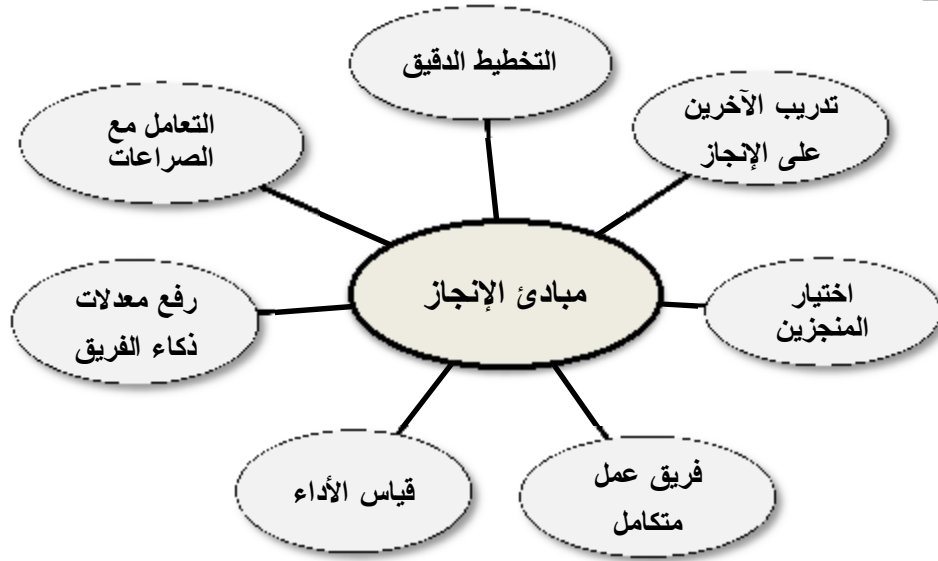 التخطيط الدقيق
تدريب الآخرين
على الإنجاز
التعامل مع
الصراعات
مبادئ الإنجاز
اختيار
المنجزين
رفع معدلات
ذكاء الفريق
فريق عمل
متكامل
قياس الأداء